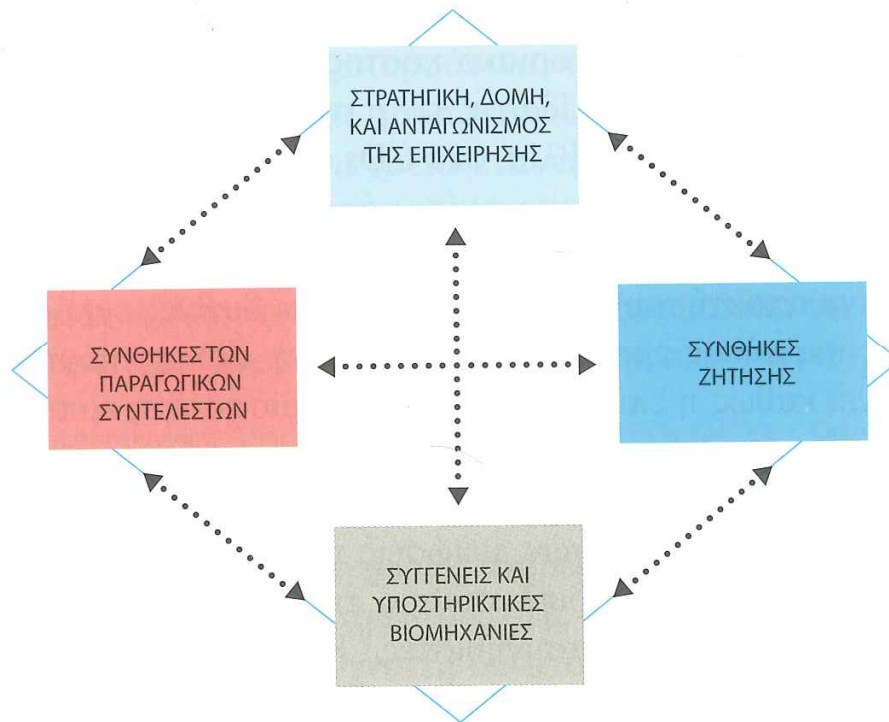 ΣΤΡΑΤΗΓΙΚΗ, ΔΟΜΗ,
ΚΑΙ ΑΝΤΑΓΩΝΙΣΜΟΣ
ΤΗΣ ΕΠΙΧΕΙΡΗΣΗΣ
ΣΥΝΘΗΚΕΣ ΤΩΝ
ΠΑΡΑΓΩΓΙΚΩΝ
ΣΥΝΤΕΛΕΣΤΩΝ
ΣΥΝΘΗΚΕΣ
ΖΗΤΗΣΗΣ
ΣΥΓΓΕΝΕΙΣ ΚΑΙ
ΥΠΟΣΤΗΡΙΚΤΙΚΕΣ
ΒΙΟΜΗΧΑΝΙΕΣ